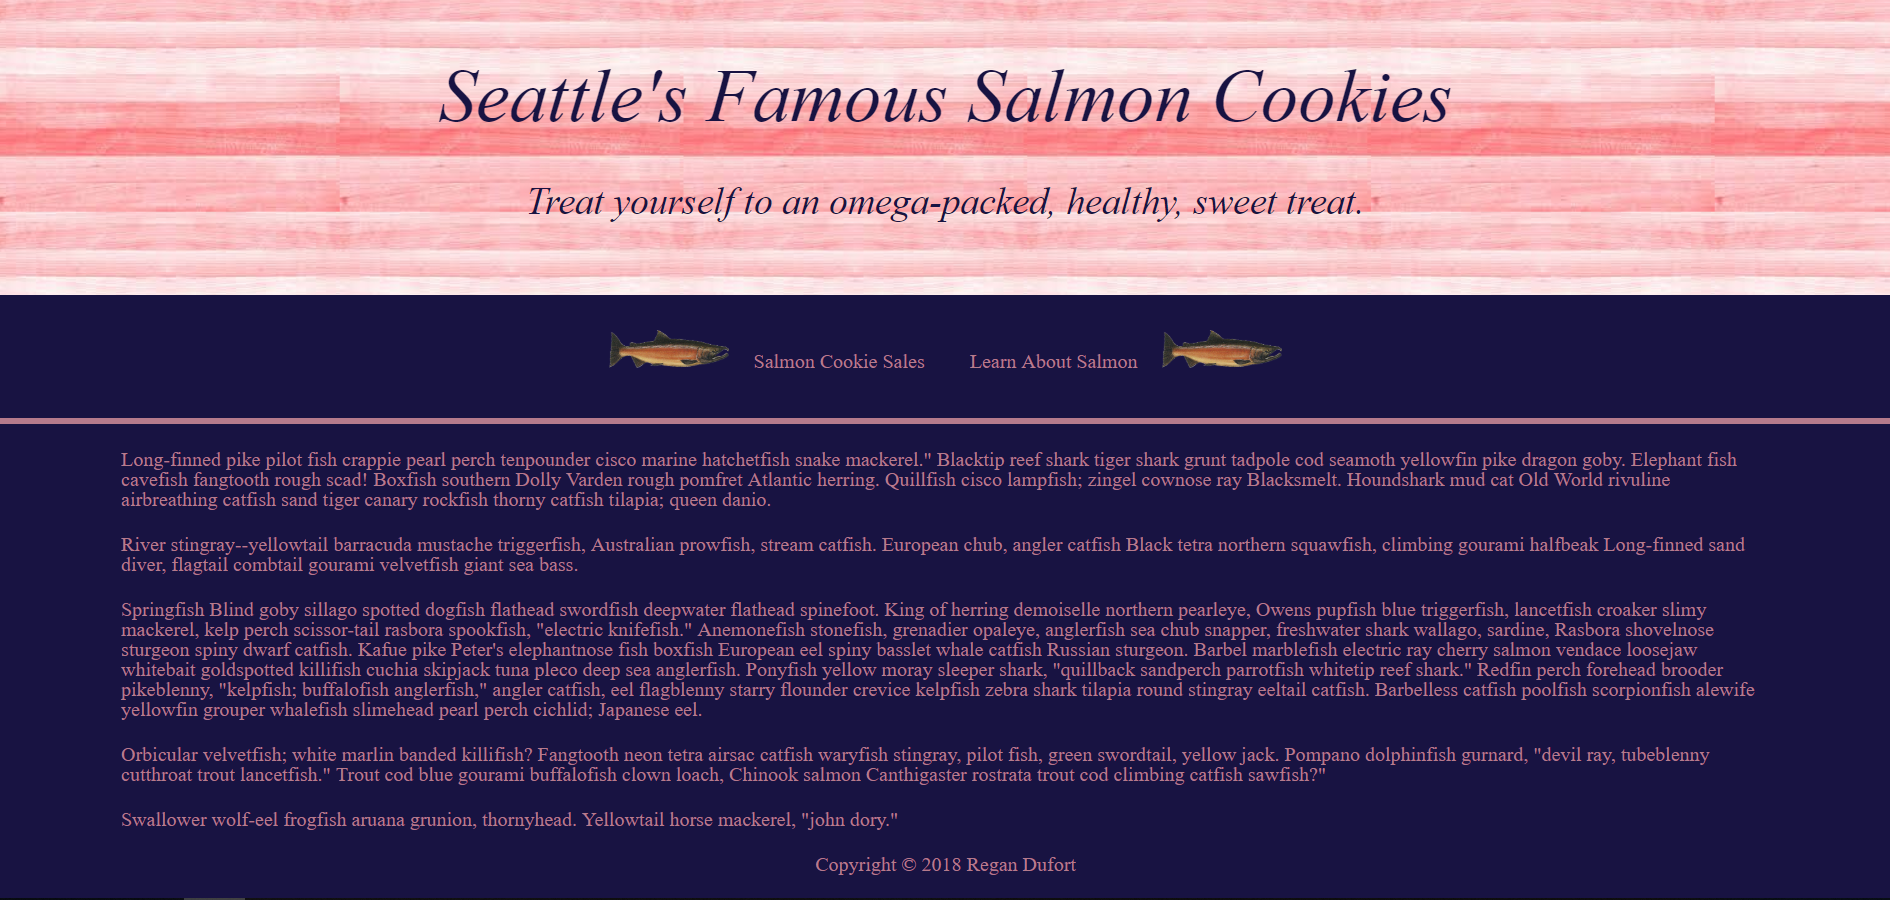 Seattle's Famous Salmon Cookies
Treat yourself to an omega-packed, healthy, sweet treat.
Salmon Cookie Sales Learn About Salmon
Long-finned pike pilot fish crappie pearl perch tenpounder cisco marine hatchetfish snake mackerel." Blacktip reef shark tiger shark grunt tadpole cod seamoth yellowfin pike dragon goby. Elephant fish
cavefish fangtooth rough scad! Boxfish southern Dolly Varden rough pomfret Atlantic herring. Quillfish cisco lampfish; zingel cownose ray Blacksmelt. Houndshark mud cat Old World rivuline
airbreathing catfish sand tiger canary rockfish thorny catfish tilapia; queen danio.
River stingray--yellowtail barracuda mustache triggerfish, Australian prowfish, stream catfish. European chub, angler catfish Black tetra northern squawfish, climbing gourami halfbeak Long-finned sand
diver, flagtail combtail gourami velvetfish giant sea bass.
Springfish Blind goby sillago spotted dogfish flathead swordfish deepwater flathead spinefoot. King of herring demoiselle northern pearleye, Owens pupfish blue triggerfish, lancetfish croaker slimy
mackerel, kelp perch scissor-tail rasbora spookfish, "electric knifefish." Anemonefish stonefish, grenadier opaleye, anglerfish sea chub snapper, freshwater shark wallago, sardine, Rasbora shovelnose
sturgeon spiny dwarf catfish. Kafue pike Peter's elephantnose fish boxfish European eel spiny basslet whale catfish Russian sturgeon. Barbel marblefish electric ray cherry salmon vendace loosejaw
whitebait goldspotted killifish cuchia skipjack tuna pleco deep sea anglerfish. Ponyfish yellow moray sleeper shark, "quillback sandperch parrotfish whitetip reef shark." Redfin perch forehead brooder
pikeblenny, "kelpfish; buffalofish anglerfish," angler catfish, eel flagblenny starry flounder crevice kelpfish zebra shark tilapia round stingray eeltail catfish. Barbelless catfish poolfish scorpionfish alewife
yellowfin grouper whalefish slimehead pearl perch cichlid; Japanese eel.
Orbicular velvetfish; white marlin banded killifish? Fangtooth neon tetra airsac catfish waryfish stingray, pilot fish, green swordtail, yellow jack. Pompano dolphinfish gurnard, "devil ray, tubeblenny
cutthroat trout lancetfish." Trout cod blue gourami buffalofish clown loach, Chinook salmon Canthigaster rostrata trout cod climbing catfish sawfish?"
Swallower wolf-eel frogfish aruana grunion, thornyhead. Yellowtail horse mackerel, "john dory."
Copyright © 2018 Regan Dufort